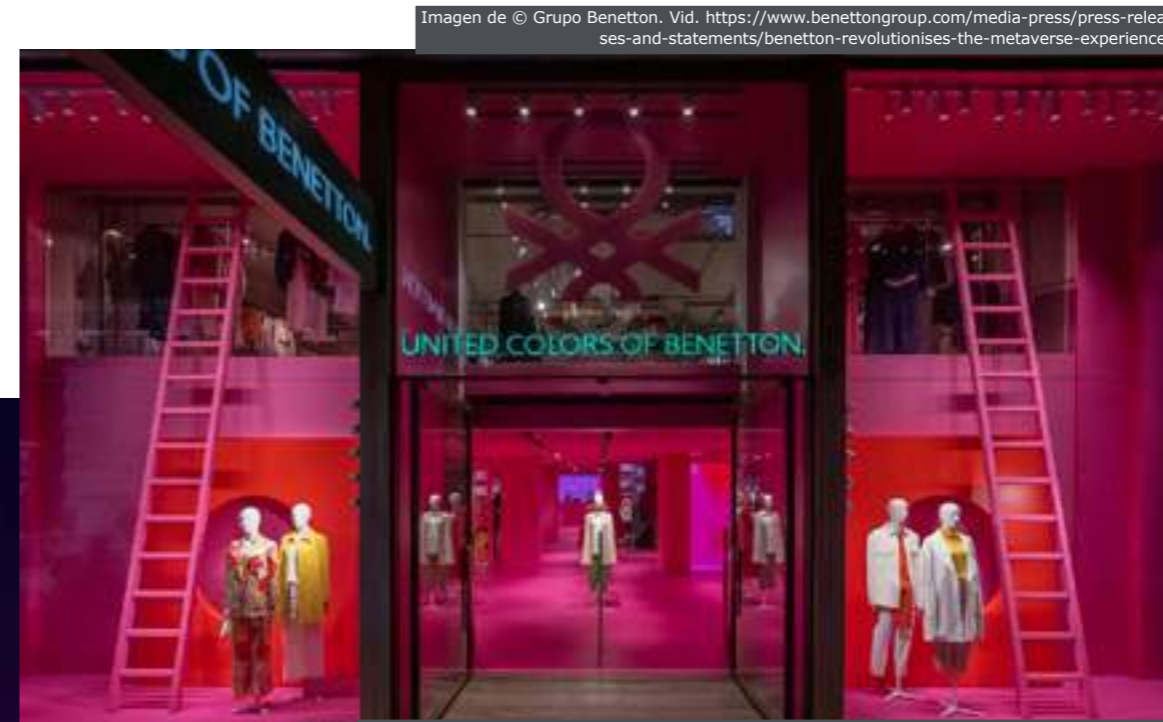 Imagen de © Grupo Benetton. Vid. https://www.benettongroup.com/media-press/press-relea
ses-and-statements/benetton-revolutionises-the-metaverse-experience
S OF BENETTON.
UNITED COLORS OF BENETTON.